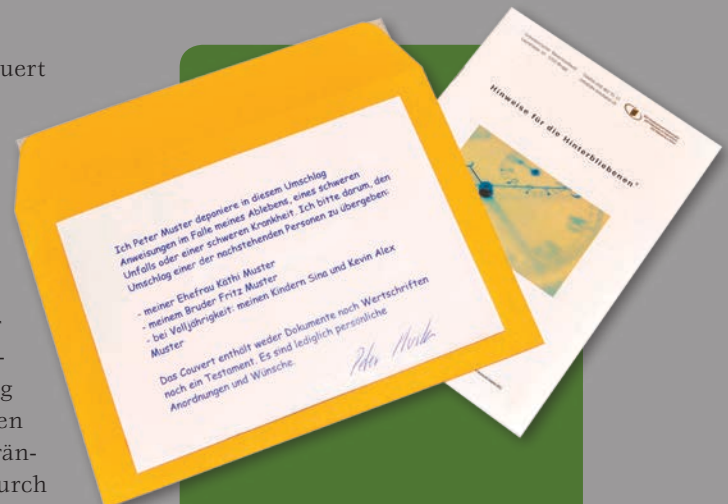 uert
-
g
en
rän-
urch
Ich Peter Muster deponiere in diesem Umschlag
Anweisungen im Falle meines Ablebens, eines schweren
Unfalls oder einer schweren Krankheit. Ich bitte darum, den
Umschlag einer der nachstehenden Personen zu übergeben:
- meiner Ehefrau Käthi Muster
- meinem Bruder Fritz Muster
- bei Volljährigkeit: meinen Kindern Sina und Kevin Alex
Muster
Das Couvert enthält weder Dokumente noch Wertschriften
noch ein Testament. Es sind lediglich persönliche
Anordnungen und Wünsche.
Peter Muster
Hinweise für die Hinterbliebenen